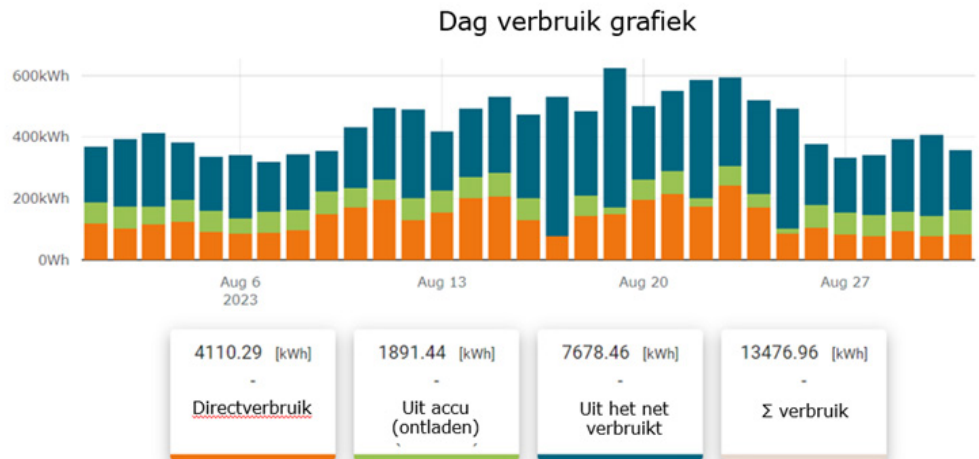 Dag verbruik grafiek
600kWh
400kWh
200kWh
0Wh
Aug 6
2023
Aug 13
Aug 20
Aug 27
4110.29 [kWh]
-
Directverbruik
1891.44 [kWh]
-
Uit accu
(ontladen)
7678.46 [kWh]
-
Uit het net
verbruikt
13476.96 [kWh]
-
Σ verbruik